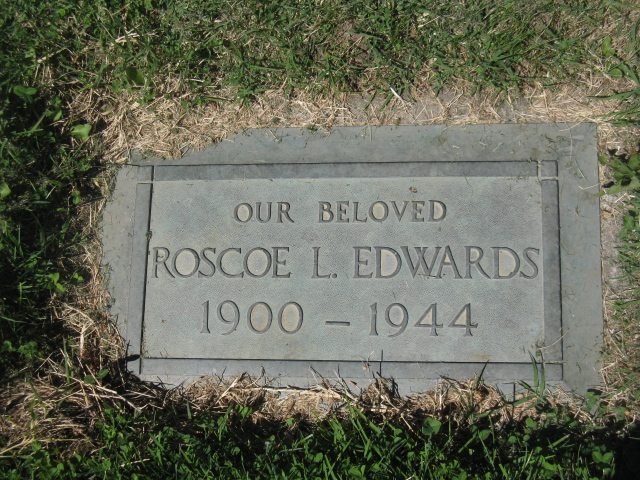 OUR BELOVED
ROSCOE L. EDWARDS
1900 – 1944